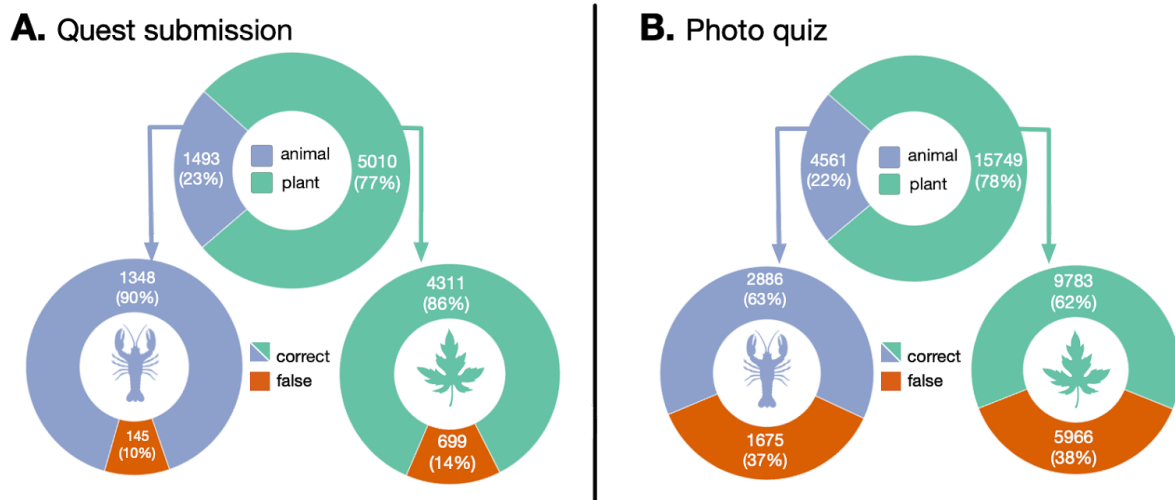 A. Quest submission
1493
(23%)
animal
plant
5010
(77%)
1348
(90%)
4311
(86%)
correct
false
145
(10%)
699
(14%)
B. Photo quiz
4561
(22%)
animal
plant
15749
(78%)
2886
(63%)
9783
(62%)
correct
false
1675
(37%)
5966
(38%)